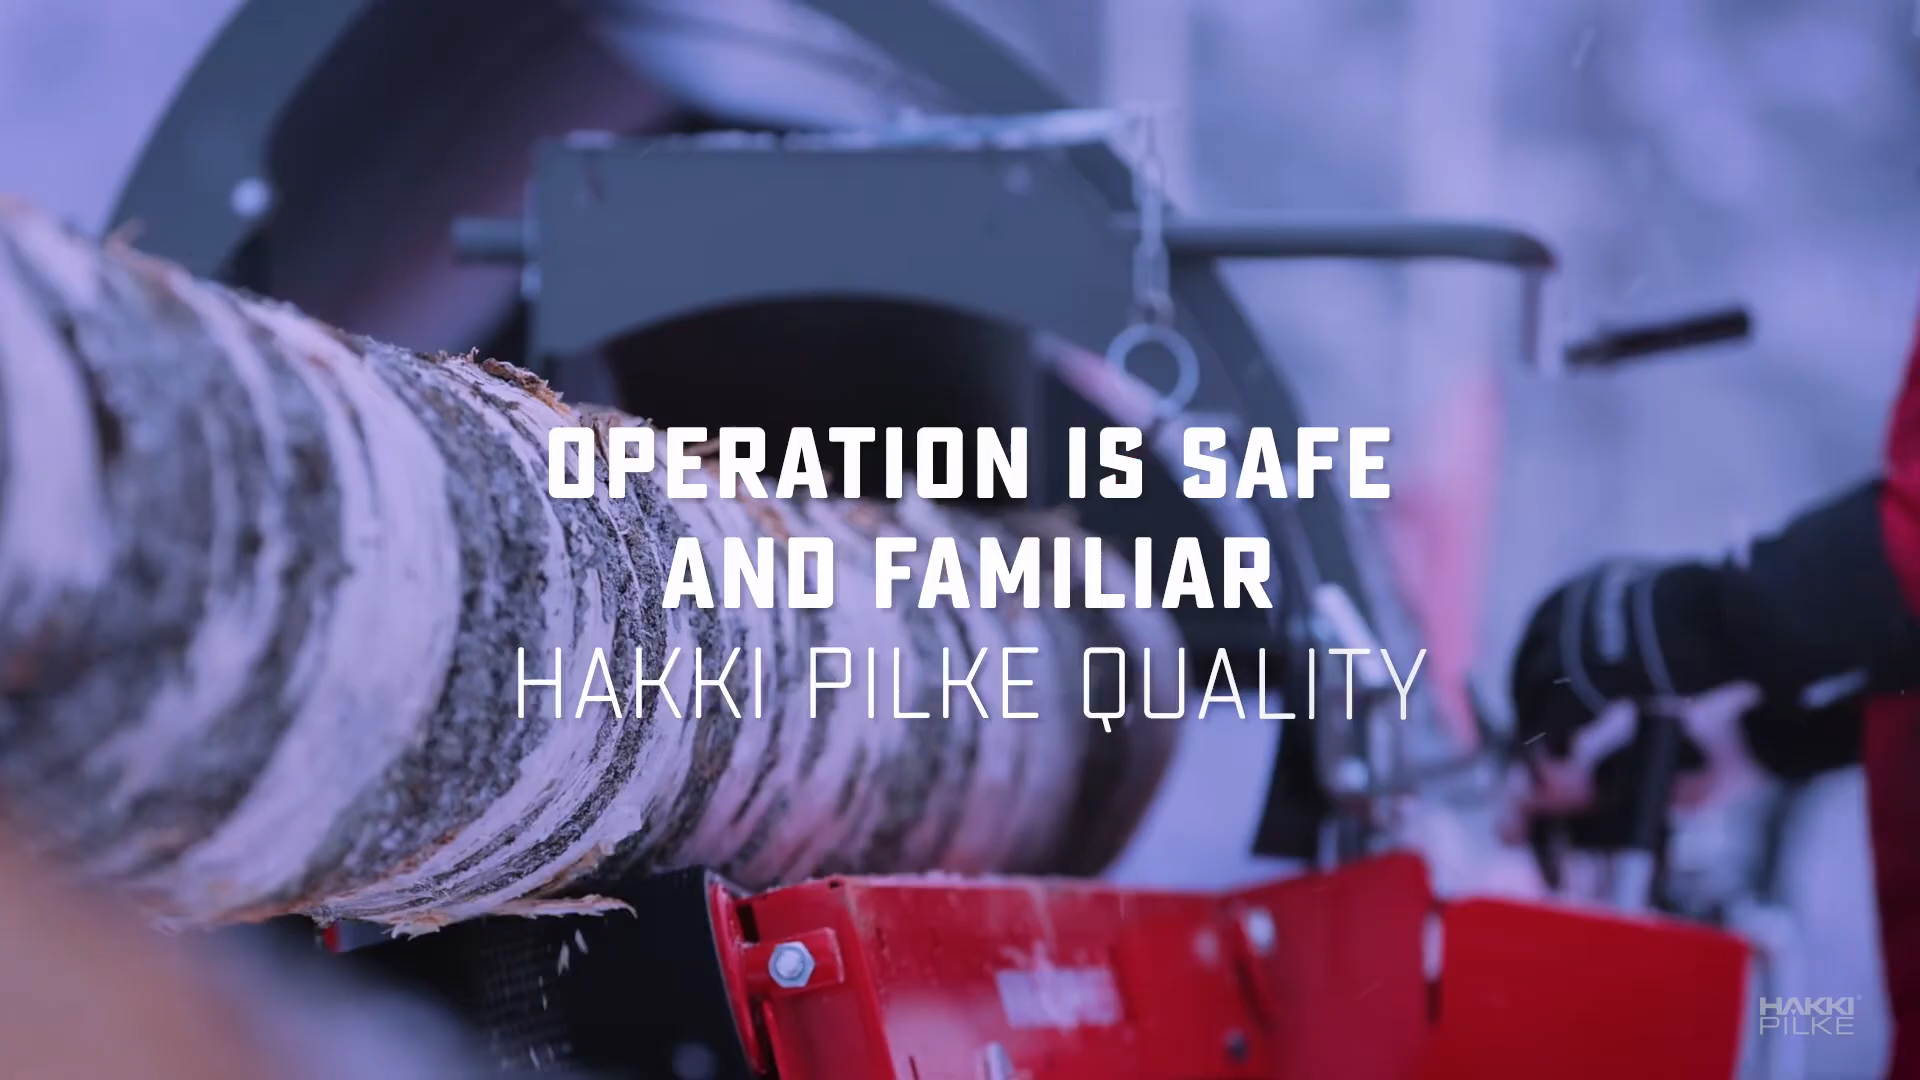 OPERATION IS SAFE
AND FAMILIAR
HAKKI PILKE QUALITY
HAKKI
PILKE